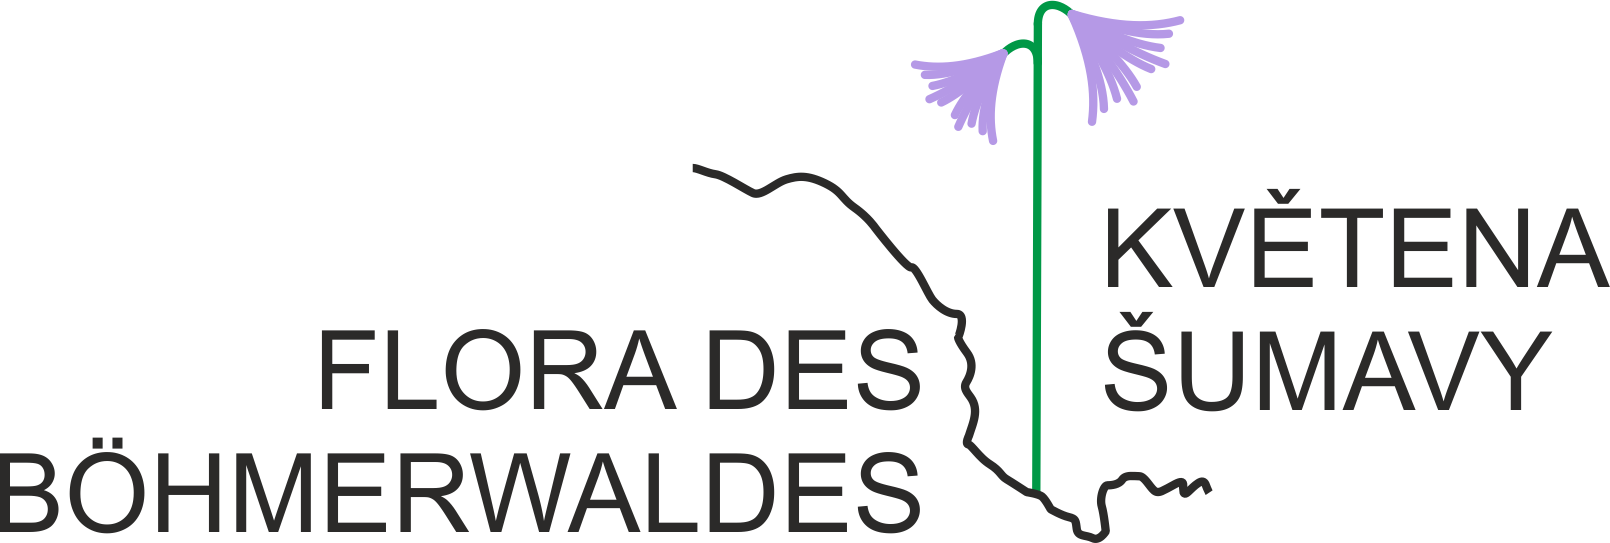 FLORA DES
BÖHMERWALDES
KVĚTENA
ŠUMAVY